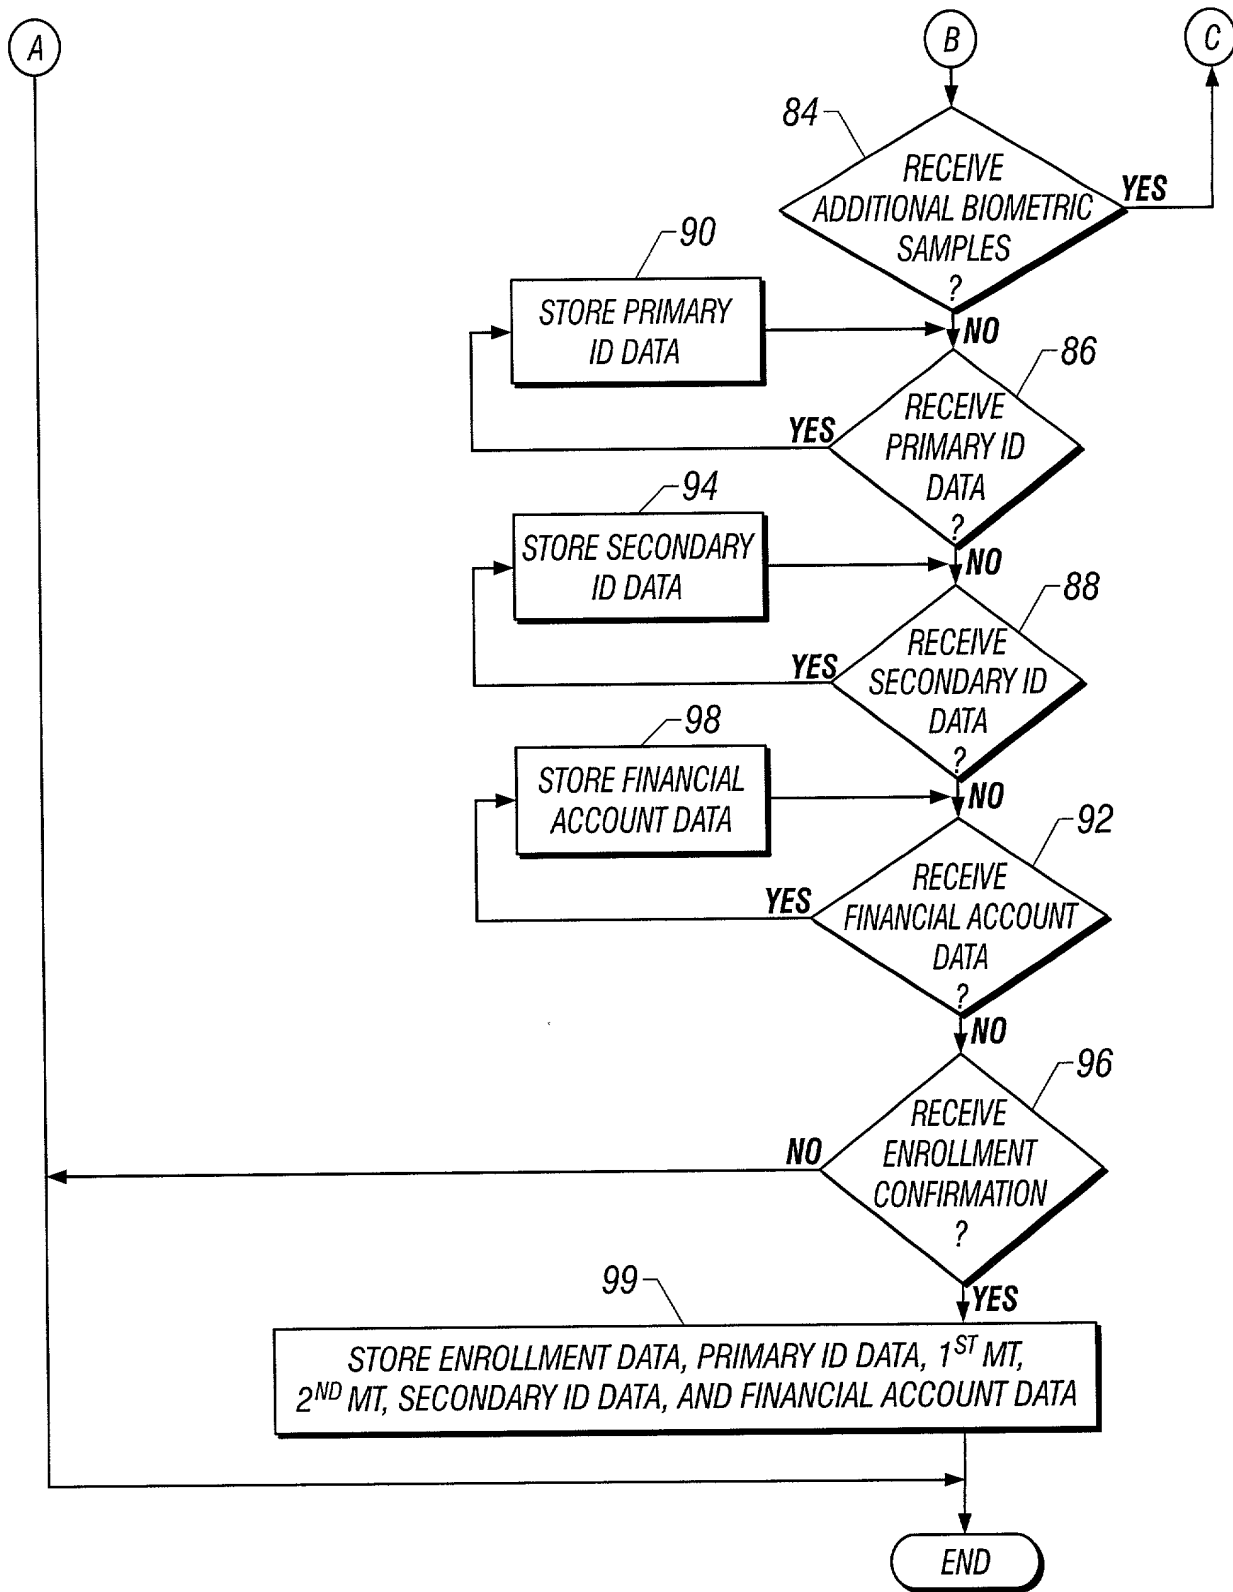 A
B
C
84
RECEIVE
ADDITIONAL BIOMETRIC
SAMPLES
?
YES
NO
90
STORE PRIMARY
ID DATA
86
RECEIVE
PRIMARY ID
DATA
?
YES
NO
94
STORE SECONDARY
ID DATA
88
RECEIVE
SECONDARY ID
DATA
?
YES
NO
98
STORE FINANCIAL
ACCOUNT DATA
92
RECEIVE
FINANCIAL ACCOUNT
DATA
?
YES
NO
96
RECEIVE
ENROLLMENT
CONFIRMATION
?
NO
YES
99
STORE ENROLLMENT DATA, PRIMARY ID DATA, 1ST MT,
2ND MT, SECONDARY ID DATA, AND FINANCIAL ACCOUNT DATA
END